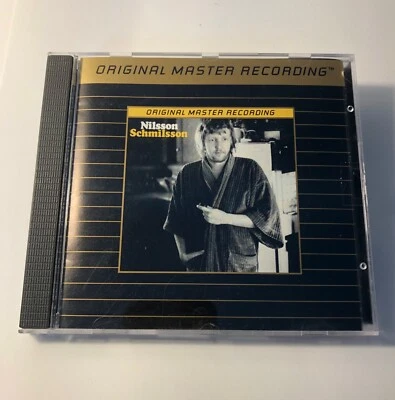 ORIGINAL MASTER RECORDING™
ORIGINAL MASTER RECORDING
Nilsson
Schmilsson